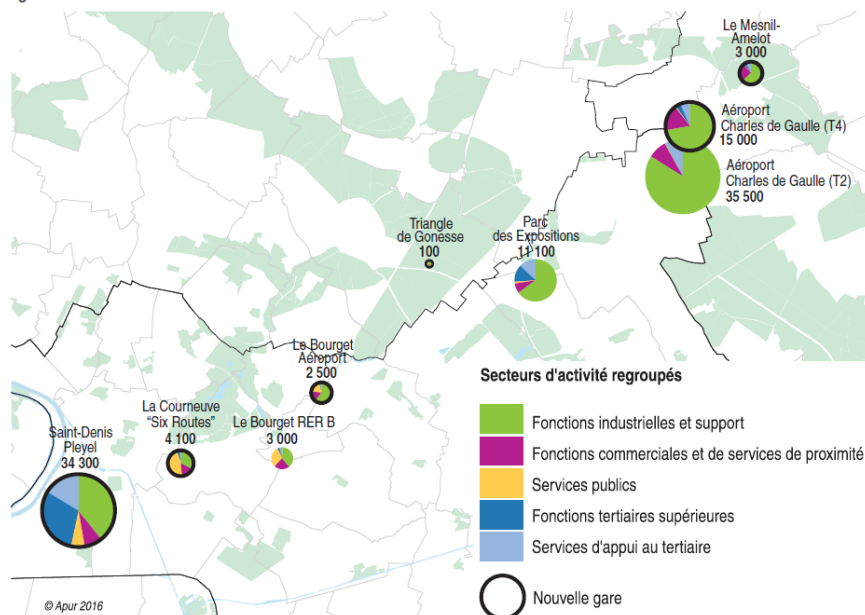 Le Mesnil-
Amelot
3 000
Aéroport
Charles de Gaulle (T4)
15 000
Aéroport
Charles de Gaulle (T2)
35 500
Triangle
de Gonesse
100
Parc
des Expositions
11 100
Le Bourget
Aéroport
2 500
La Courneuve
“Six Routes”
4 100
Le Bourget RER B
3 000
Saint-Denis
Pleyel
34 300
Secteurs d'activité regroupés
Fonctions industrielles et support
Fonctions commerciales et de services de proximité
Services publics
Fonctions tertiaires supérieures
Services d'appui au tertiaire
Nouvelle gare
© Apur 2016